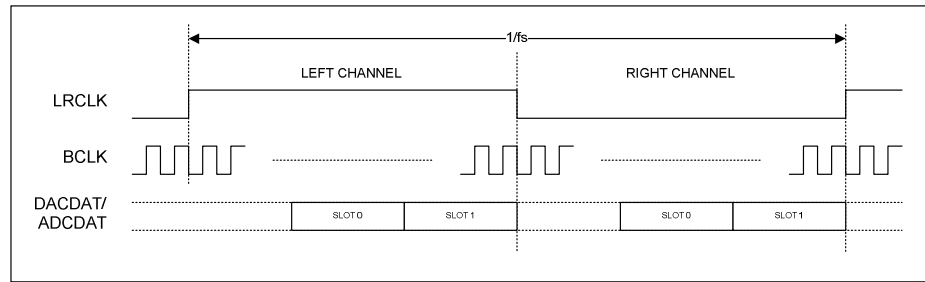 1/fs
LEFT CHANNEL RIGHT CHANNEL
LRCLK
BCLK
DACDAT/
ADCDAT
SLOT 0 SLOT 1 SLOT 0 SLOT 1